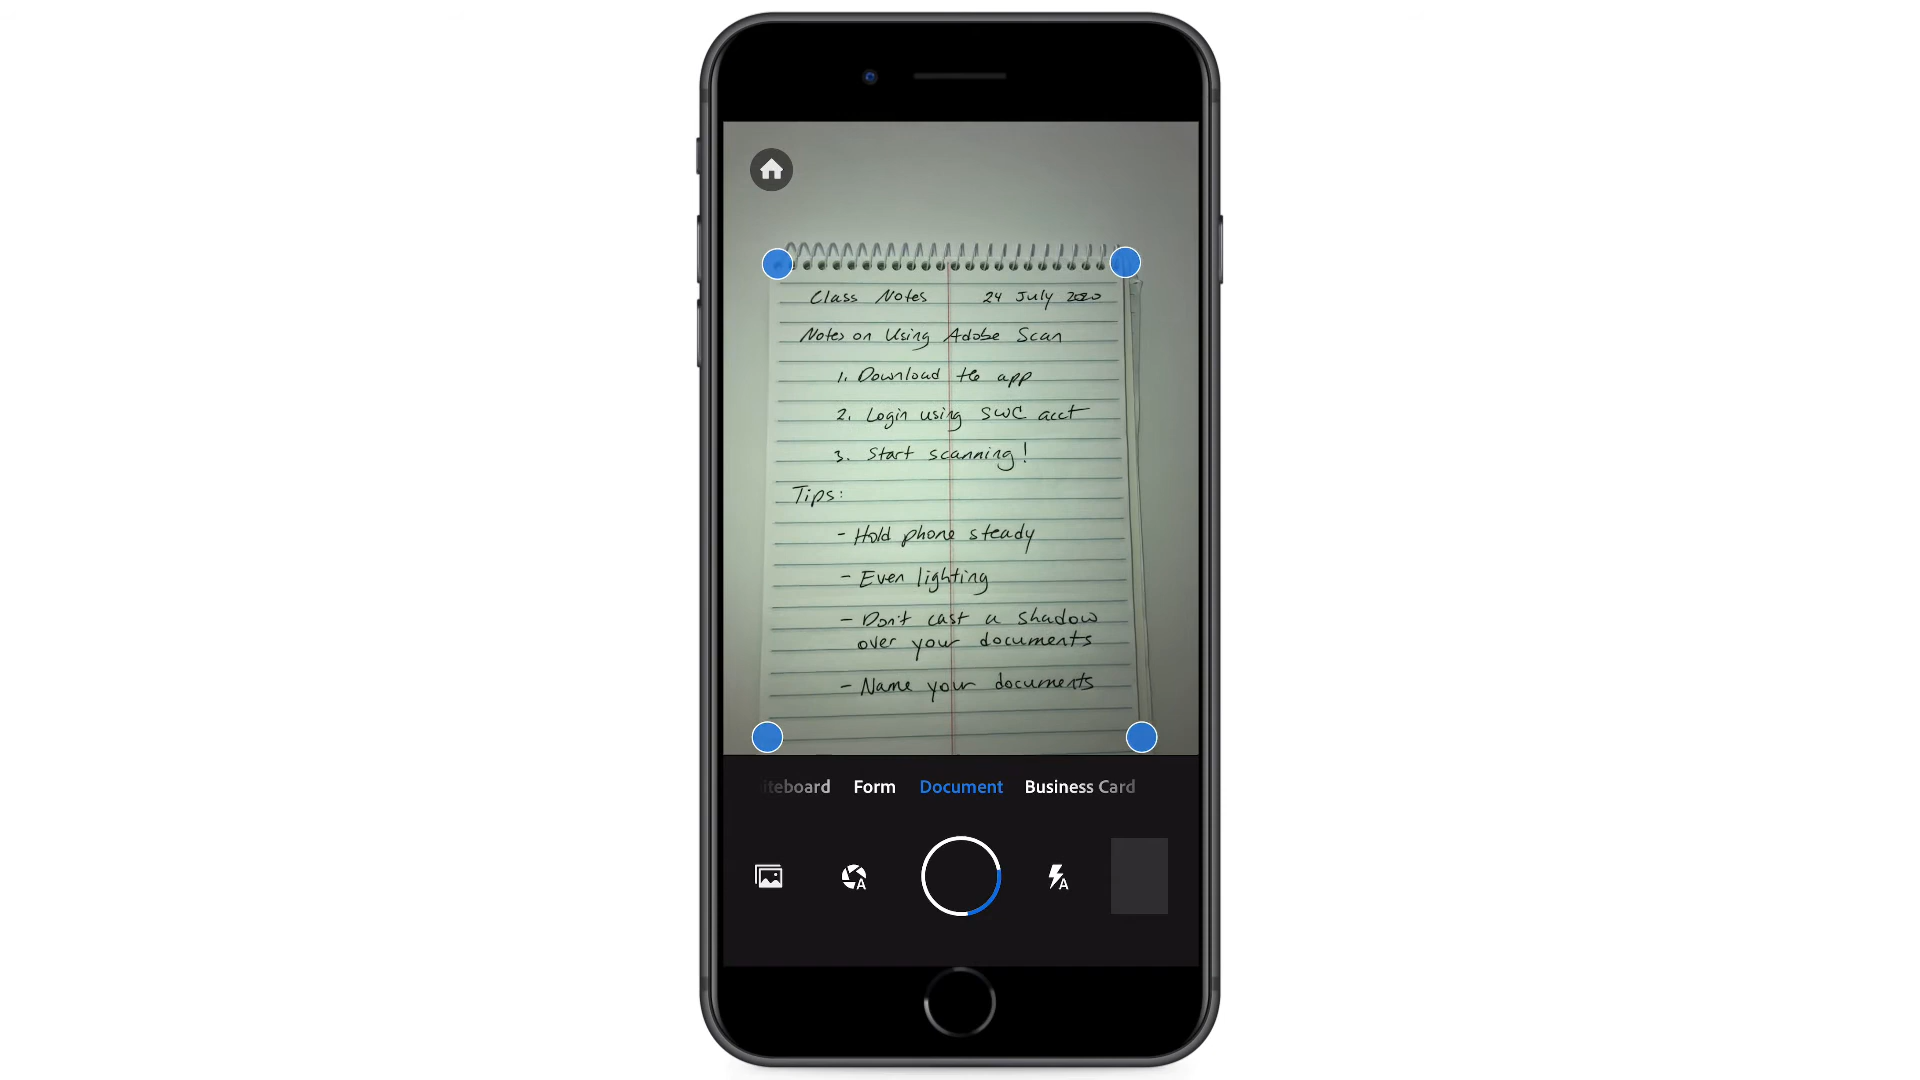 Class Notes 24 July 2020
Notes on Using Adobe Scan
1. Download the app
2. Login using SWC acct
3. Start scanning!
Tips:
- Hold phone steady
- Even lighting
- Don't cast a shadow
over your documents
- Name your documents
iteboard Form Document Business Card
A A